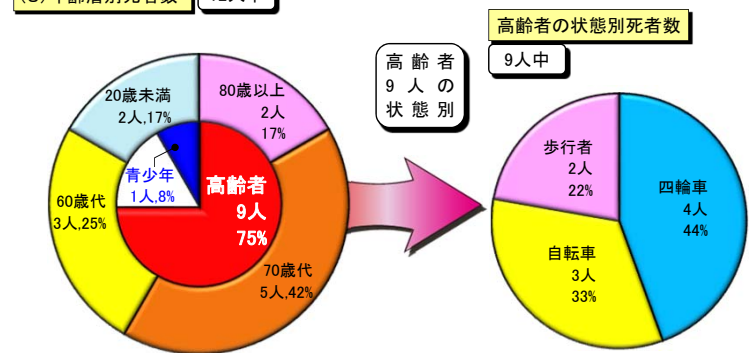 高齢者の状態別死者数
9人中
高齢者
9人の
状態別
80歳以上
2人
17%
20歳未満
2人,17%
青少年
1人,8%
高齢者
9人
75%
60歳代
3人,25%
70歳代
5人,42%
歩行者
2人
22%
四輪車
4人
44%
自転車
3人
33%